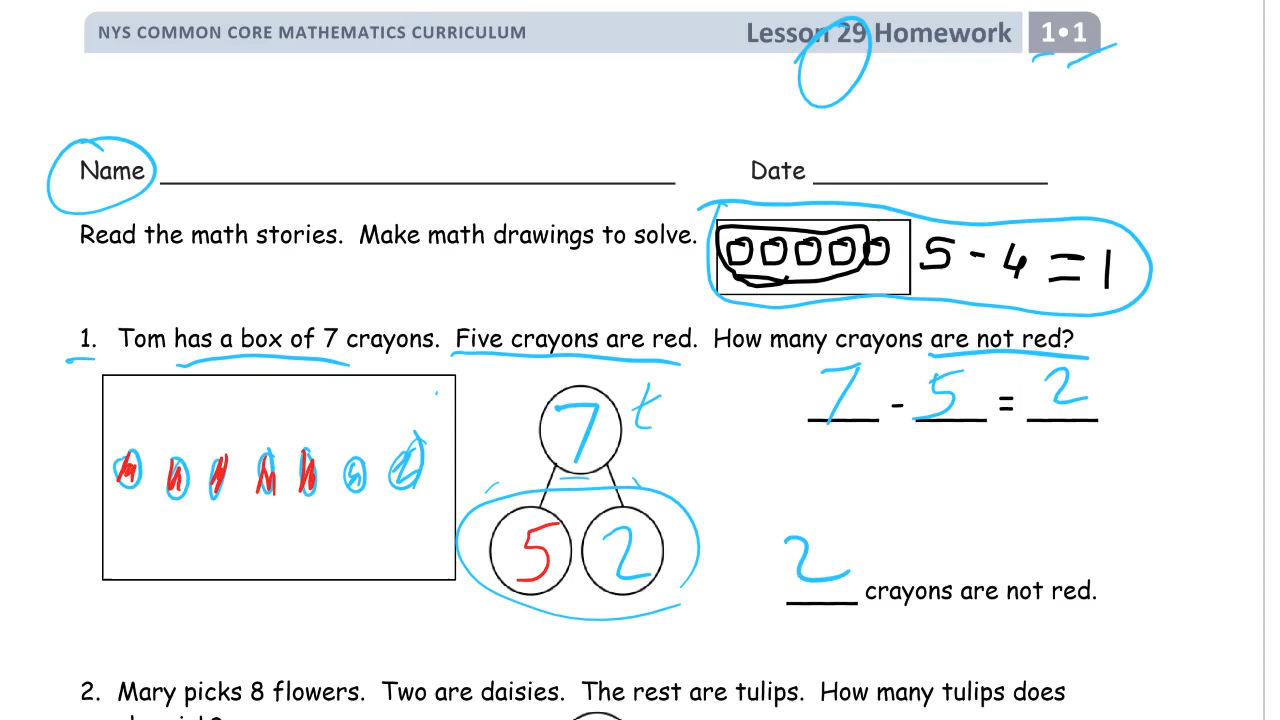 NYS COMMON CORE MATHEMATICS CURRICULUM Lesson 29 Homework 1•1
Name Date
Read the math stories. Make math drawings to solve. 5 - 4 = 1
1. Tom has a box of 7 crayons. Five crayons are red. How many crayons are not red?
7 - 5 = 2
7 t
5 2
2 crayons are not red.
2. Mary picks 8 flowers. Two are daisies. The rest are tulips. How many tulips does